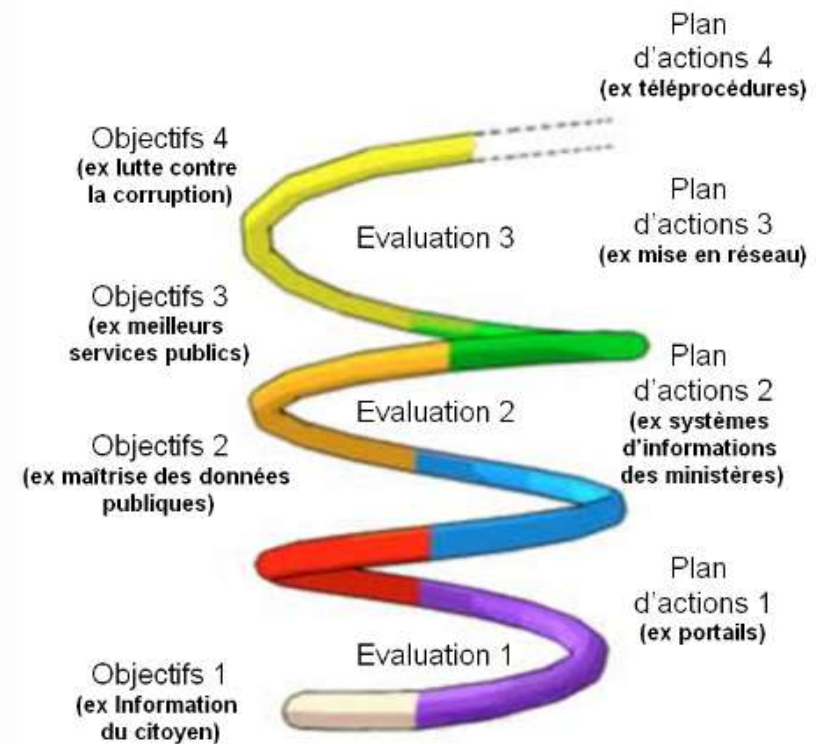 Plan
d'actions 4
(ex téléprocédures)
Objectifs 4
(ex lutte contre
la corruption)
Plan
d'actions 3
(ex mise en réseau)
Evaluation 3
Objectifs 3
(ex meilleurs
services publics)
Plan
d'actions 2
(ex systèmes
d'informations
des ministères)
Evaluation 2
Objectifs 2
(ex maîtrise des données
publiques)
Plan
d'actions 1
(ex portails)
Evaluation 1
Objectifs 1
(ex Information
du citoyen)